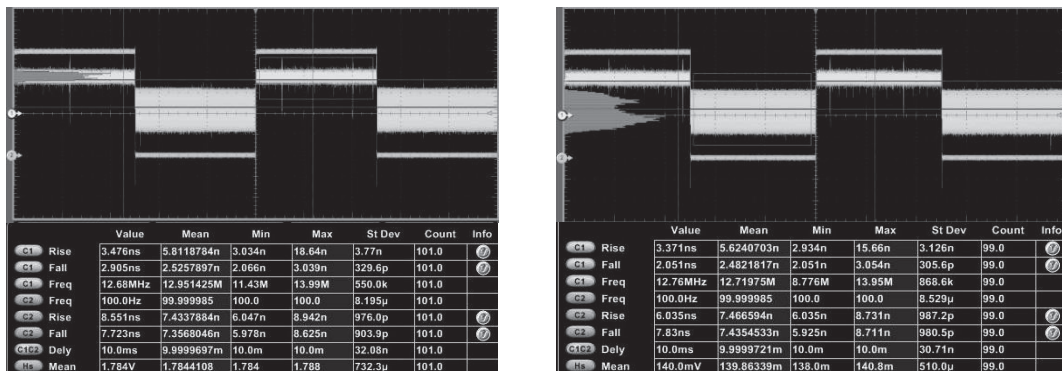 Value Mean Min Max St Dev Count Info
C1 Rise 3.476ns 5.8118784n 3.034n 18.64n 3.77n 101.0
C1 Fall 2.905ns 2.5257897n 2.066n 3.039n 329.6p 101.0
C1 Freq 12.68MHz 12.951425M 11.43M 13.99M 550.0k 101.0
C2 Freq 100.0Hz 99.999985 100.0 100.0 8.195µ 101.0
C2 Rise 8.551ns 7.4337884n 6.047n 8.942n 976.0p 101.0
C2 Fall 7.723ns 7.3568046n 5.978n 8.625n 903.9p 101.0
C1C2 Dely 10.0ms 9.9999697m 10.0m 10.0m 32.08n 101.0
Hs Mean 1.784V 1.7844108 1.784 1.788 732.3µ 101.0
Value Mean Min Max St Dev Count Info
C1 Rise 3.371ns 5.6240703n 2.934n 15.66n 3.126n 99.0
C1 Fall 2.051ns 2.4821817n 2.051n 3.054n 305.6p 99.0
C1 Freq 12.76MHz 12.71975M 8.776M 13.95M 868.6k 99.0
C2 Freq 100.0Hz 99.999985 100.0 100.0 8.529µ 99.0
C2 Rise 6.035ns 7.466594n 6.035n 8.731n 987.2p 99.0
C2 Fall 7.83ns 7.4354533n 5.925n 8.711n 980.5p 99.0
C1C2 Dely 10.0ms 9.9999721m 10.0m 10.0m 30.71n 99.0
Hs Mean 140.0mV 139.86339m 138.0m 140.8m 510.0µ 99.0